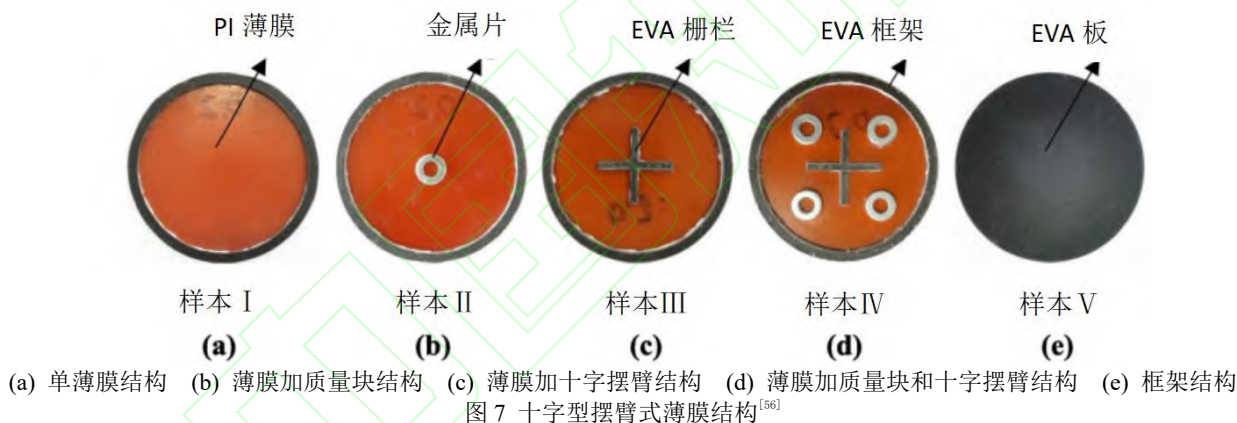 PI 薄膜 金属片 EVA 栅栏 EVA 框架 EVA 板
样本Ⅰ 样本Ⅱ 样本Ⅲ 样本Ⅳ 样本Ⅴ
(a) (b) (c) (d) (e)
(a) 单薄膜结构 (b) 薄膜加质量块结构 (c) 薄膜加十字摆臂结构 (d) 薄膜加质量块和十字摆臂结构 (e) 框架结构
图 7 十字型摆臂式薄膜结构[56]